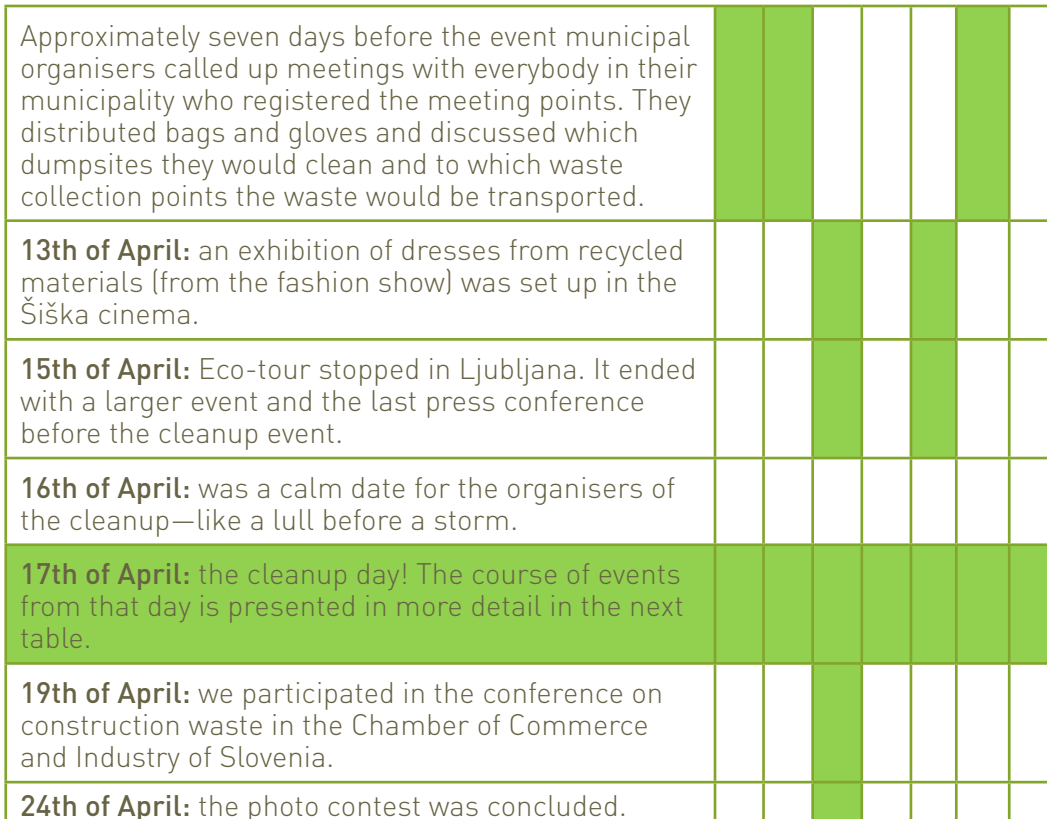 Approximately seven days before the event municipal
organisers called up meetings with everybody in their
municipality who registered the meeting points. They
distributed bags and gloves and discussed which
dumpsites they would clean and to which waste
collection points the waste would be transported.
13th of April: an exhibition of dresses from recycled
materials (from the fashion show) was set up in the
Šiška cinema.
15th of April: Eco-tour stopped in Ljubljana. It ended
with a larger event and the last press conference
before the cleanup event.
16th of April: was a calm date for the organisers of
the cleanup—like a lull before a storm.
17th of April: the cleanup day! The course of events
from that day is presented in more detail in the next
table.
19th of April: we participated in the conference on
construction waste in the Chamber of Commerce
and Industry of Slovenia.
24th of April: the photo contest was concluded.